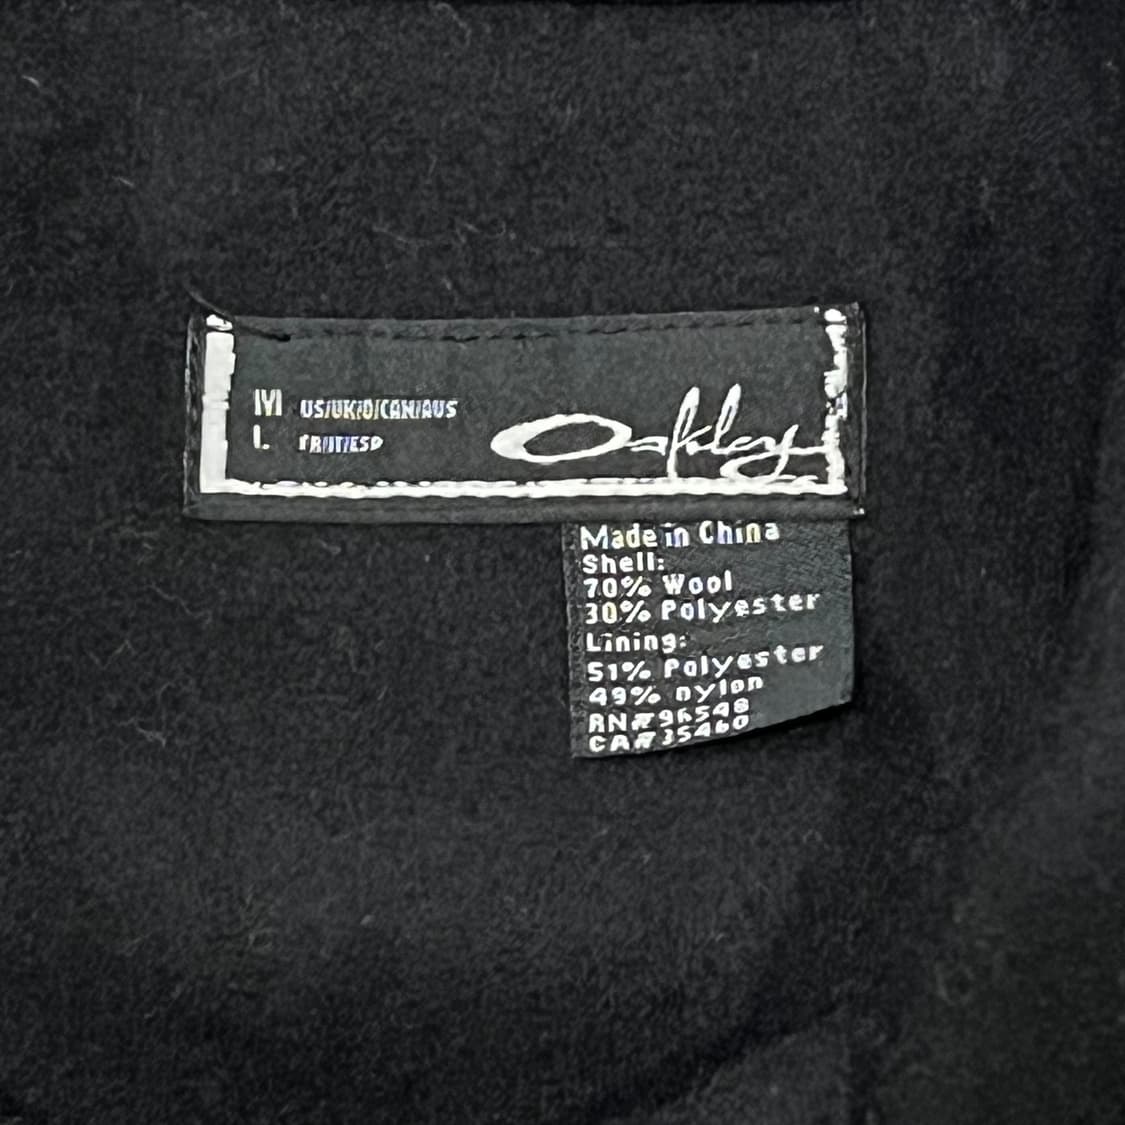 M US/UK/D/CAN/AUS
L FR/IT/ESP
Oakley
Made in China
Shell:
70% Wool
30% Polyester
Lining:
51% Polyester
49% nylon
RN# 96548
CA# 35460